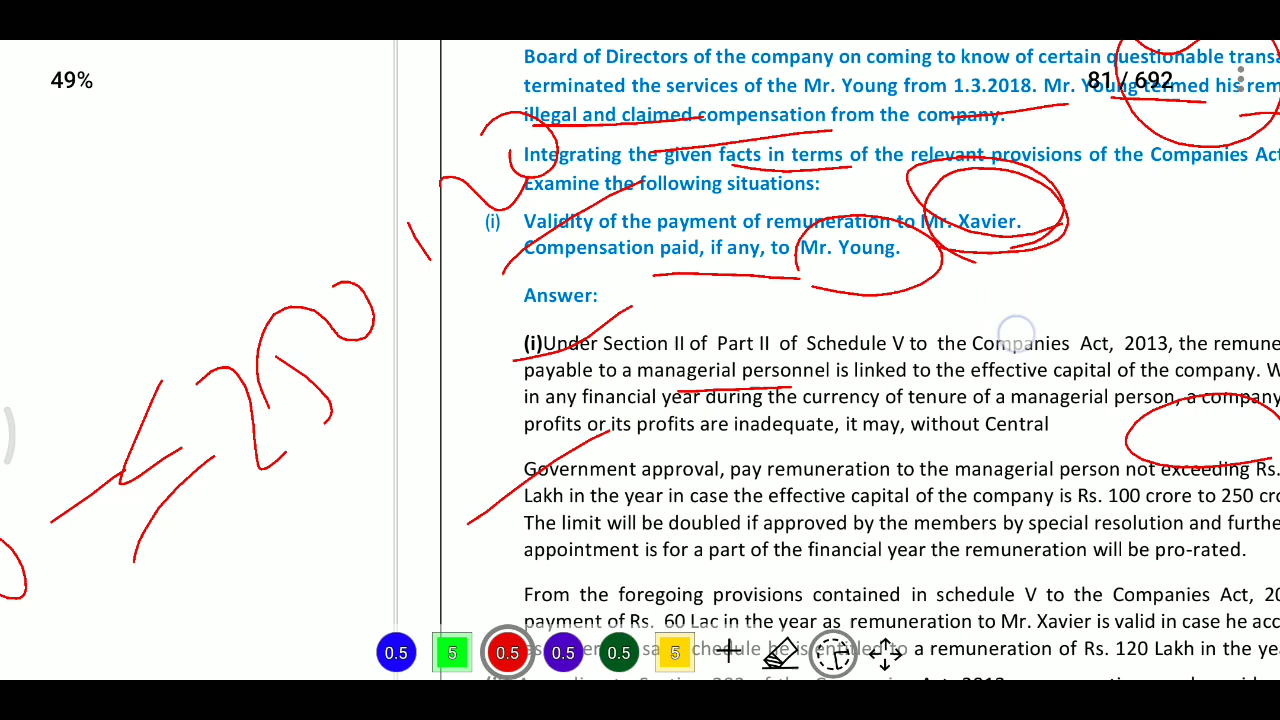 Board of Directors of the company on coming to know of certain questionable
49%
81 / 692
terminated the services of the Mr. Young from 1.3.2018. Mr. Young termed his
illegal and claimed compensation from the company.
Integrating the given facts in terms of the relevant provisions of the Companies
Examine the following situations:
(i) Validity of the payment of remuneration to Mr. Xavier.
Compensation paid, if any, to Mr. Young.
Answer:
(i)Under Section II of Part II of Schedule V to the Companies Act, 2013, the
payable to a managerial personnel is linked to the effective capital of the company.
in any financial year during the currency of tenure of a managerial person, a company
profits or its profits are inadequate, it may, without Central
Government approval, pay remuneration to the managerial person not exceeding Rs.
Lakh in the year in case the effective capital of the company is Rs. 100 crore to 250
The limit will be doubled if approved by the members by special resolution and
appointment is for a part of the financial year the remuneration will be pro-rated.
From the foregoing provisions contained in schedule V to the Companies Act,
payment of Rs. 60 Lac in the year as remuneration to Mr. Xavier is valid in case he
a remuneration of Rs. 120 Lakh in the
0.5 5 0.5 0.5 0.5 5